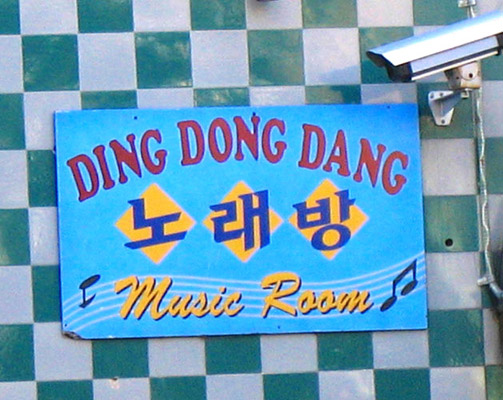 DING DONG DANG
노래방
Music Room